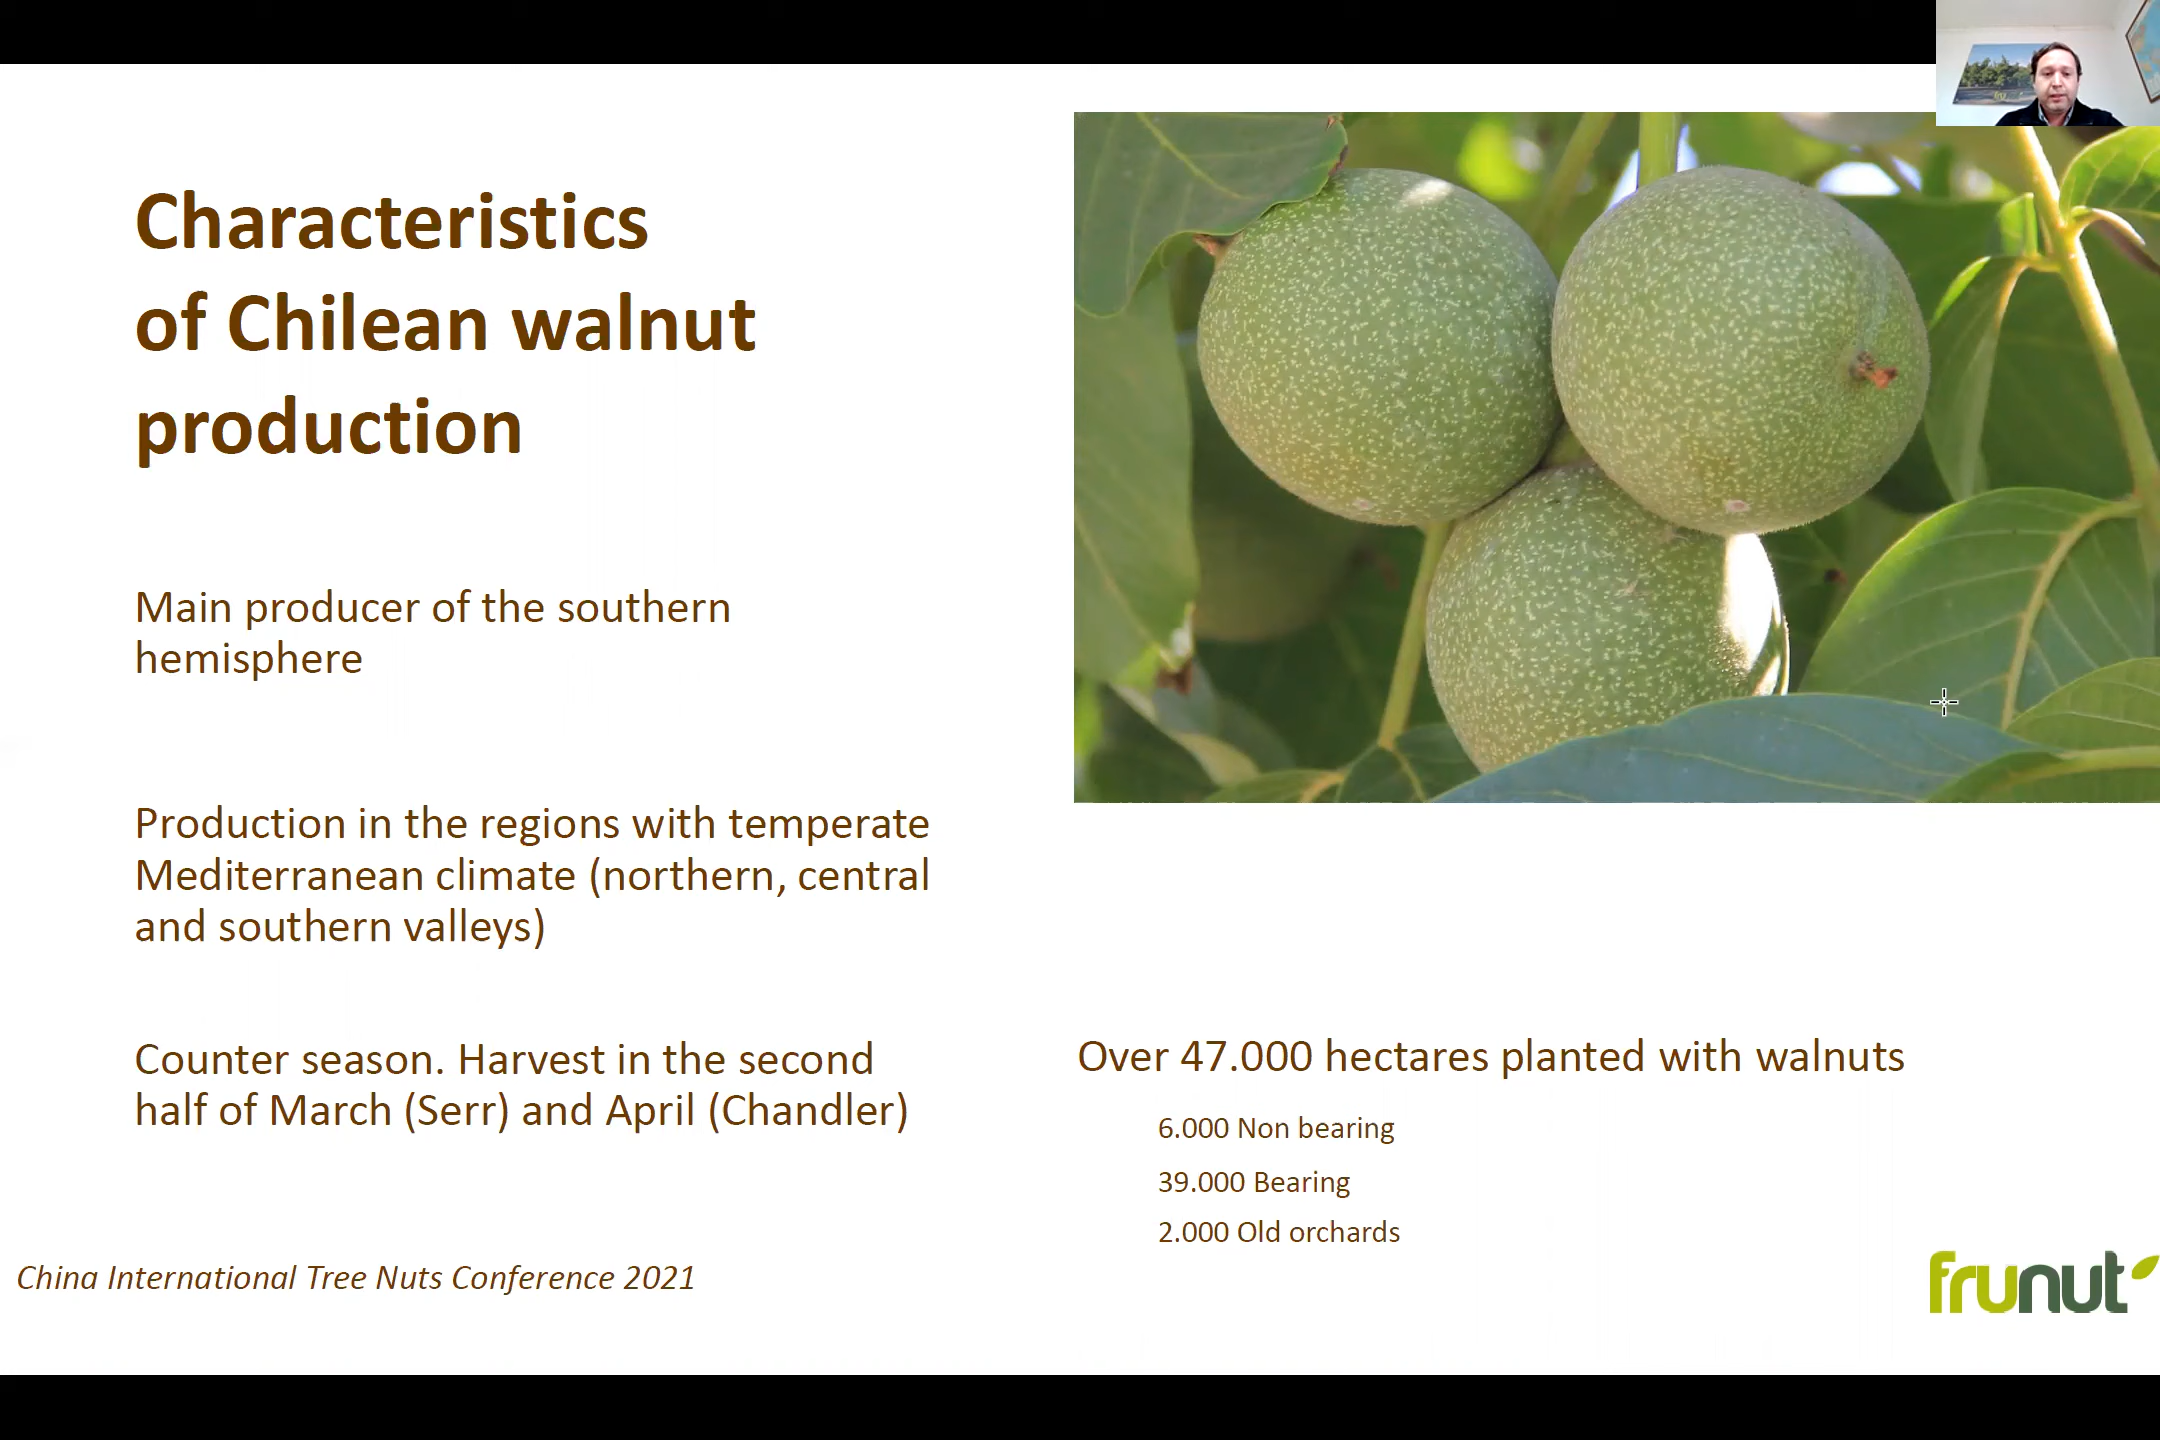 Characteristics
of Chilean walnut
production
Main producer of the southern
hemisphere
Production in the regions with temperate
Mediterranean climate (northern, central
and southern valleys)
Counter season. Harvest in the second
half of March (Serr) and April (Chandler)
Over 47.000 hectares planted with walnuts
6.000 Non bearing
39.000 Bearing
2.000 Old orchards
China International Tree Nuts Conference 2021
frunut